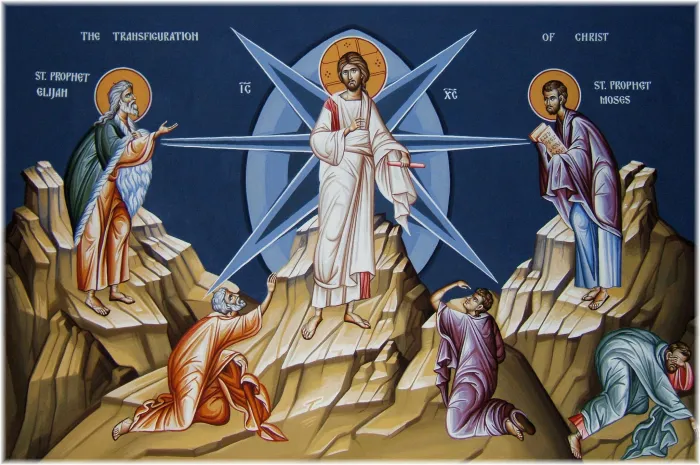 THE TRANSFIGURATION
OF CHRIST
ST. PROPHET
ELIJAH
IC
XC
ST. PROPHET
MOSES